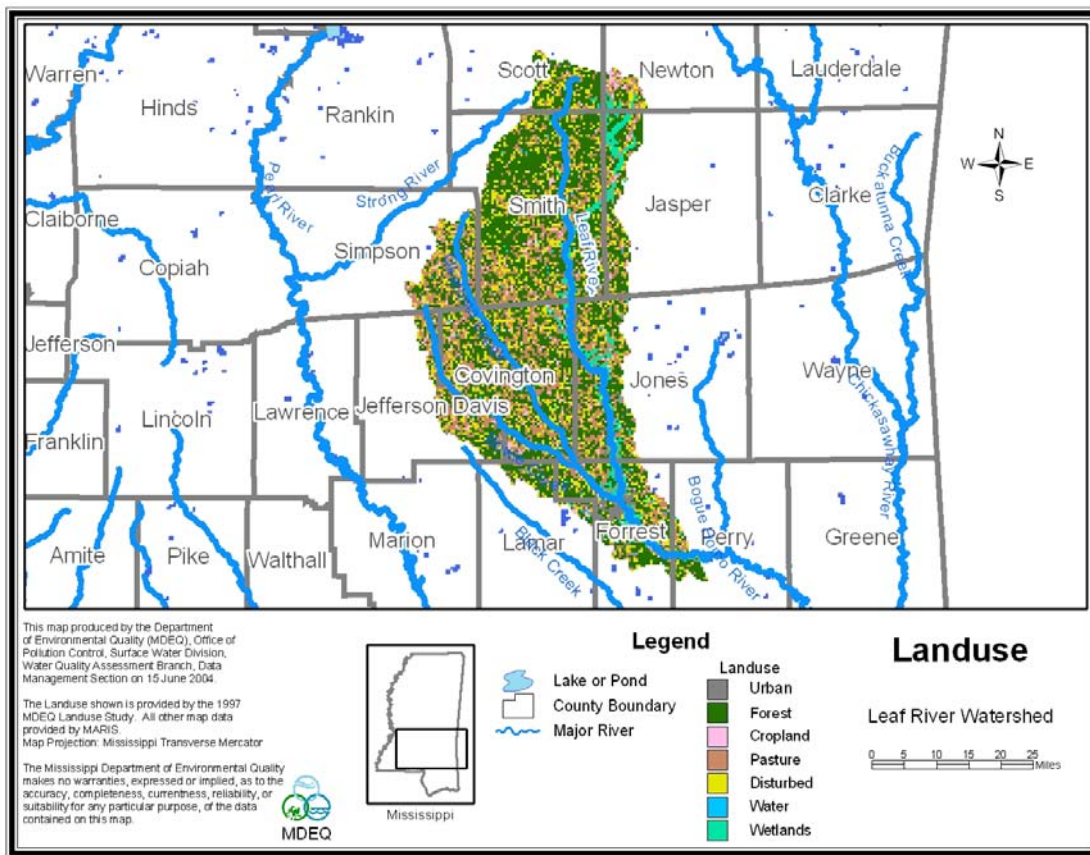 Warren
Hinds
Rankin
Scott
Newton
Lauderdale
N
W
E
S
Pearl River
Strong River
Smith
Leaf River
Jasper
Clarke
Buckatunna Creek
Claiborne
Copiah
Simpson
Jefferson
Covington
Jones
Wayne
Lincoln
Lawrence
Jefferson Davis
Chickasawhay River
Franklin
Forrest
Bogue Homo River
Perry
Greene
Amite
Pike
Walthall
Marion
Lamar
Black Creek
This map produced by the Department
of Environmental Quality (MDEQ), Office of
Pollution Control, Surface Water Division,
Water Quality Assessment Branch, Data
Management Section on 15 June 2004.
The Landuse shown is provided by the 1997
MDEQ Landuse Study. All other map data
provided by MARIS.
Map Projection: Mississippi Transverse Mercator
The Mississippi Department of Environmental Quality
makes no warranties, expressed or implied, as to the
accuracy, completeness, currentness, reliability, or
suitability for any particular purpose, of the data
contained on this map.
MDEQ
Mississippi
Legend
Lake or Pond
County Boundary
Major River
Landuse
Urban
Forest
Cropland
Pasture
Disturbed
Water
Wetlands
Landuse
Leaf River Watershed
0 5 10 15 20 25
Miles